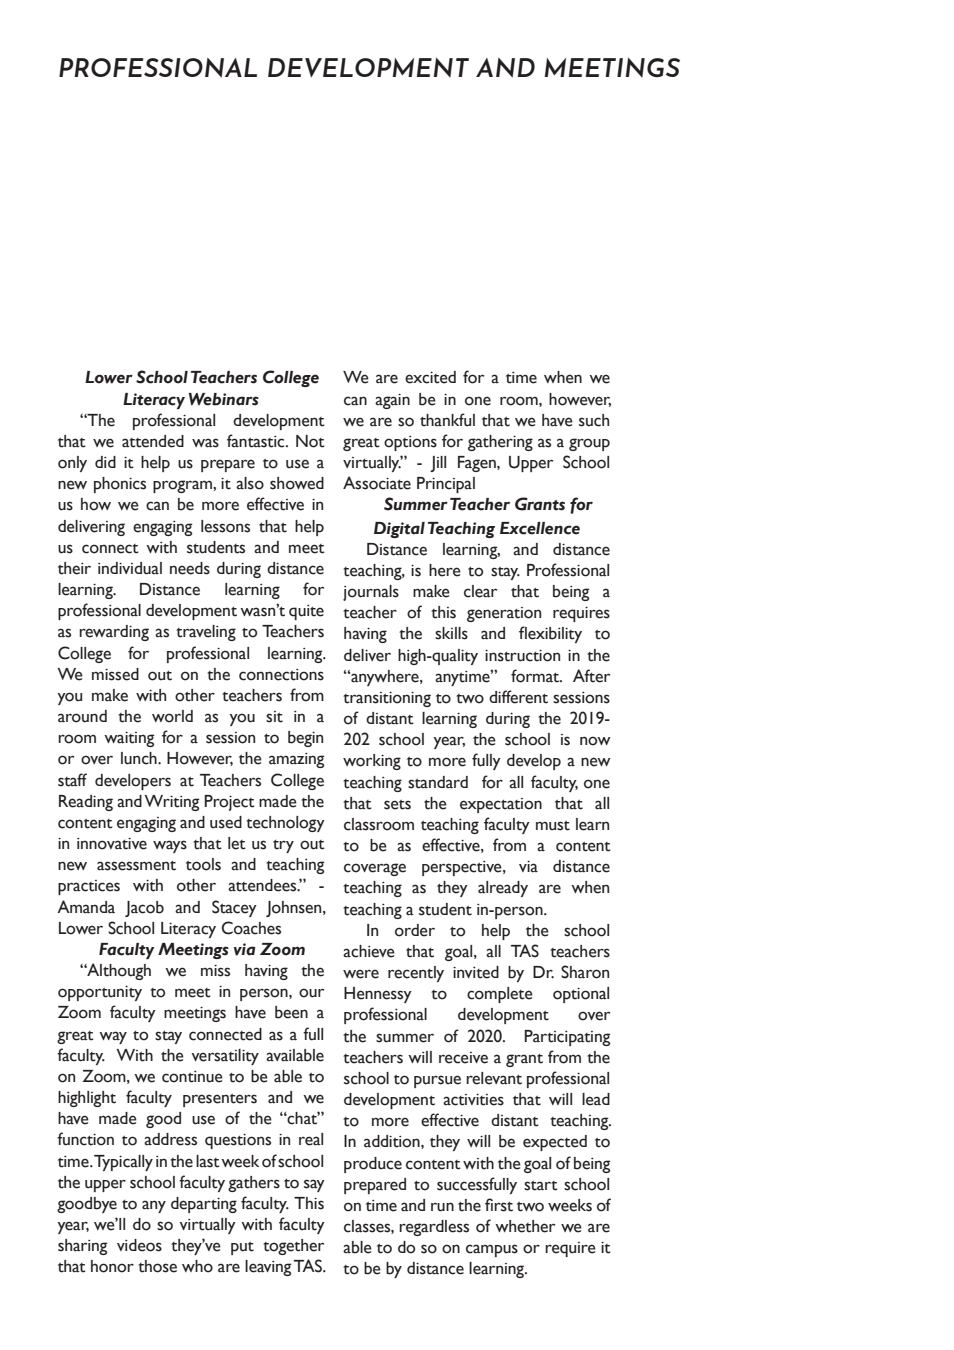 PROFESSIONAL DEVELOPMENT AND MEETINGS
Lower School Teachers College
Literacy Webinars
“The professional development
that we attended was fantastic. Not
only did it help us prepare to use a
new phonics program, it also showed
us how we can be more effective in
delivering engaging lessons that help
us connect with students and meet
their individual needs during distance
learning. Distance learning for
professional development wasn’t quite
as rewarding as traveling to Teachers
College for professional learning.
We missed out on the connections
you make with other teachers from
around the world as you sit in a
room waiting for a session to begin
or over lunch. However, the amazing
staff developers at Teachers College
Reading and Writing Project made the
content engaging and used technology
in innovative ways that let us try out
new assessment tools and teaching
practices with other attendees.” -
Amanda Jacob and Stacey Johnsen,
Lower School Literacy Coaches
Faculty Meetings via Zoom
“Although we miss having the
opportunity to meet in person, our
Zoom faculty meetings have been a
great way to stay connected as a full
faculty. With the versatility available
on Zoom, we continue to be able to
highlight faculty presenters and we
have made good use of the “chat”
function to address questions in real
time. Typically in the last week of school
the upper school faculty gathers to say
goodbye to any departing faculty. This
year, we’ll do so virtually with faculty
sharing videos they’ve put together
that honor those who are leaving TAS.
We are excited for a time when we
can again be in one room, however,
we are so thankful that we have such
great options for gathering as a group
virtually.” - Jill Fagen, Upper School
Associate Principal
Summer Teacher Grants for
Digital Teaching Excellence
Distance learning, and distance
teaching, is here to stay. Professional
journals make clear that being a
teacher of this generation requires
having the skills and flexibility to
deliver high-quality instruction in the
“anywhere, anytime” format. After
transitioning to two different sessions
of distant learning during the 2019-
202 school year, the school is now
working to more fully develop a new
teaching standard for all faculty, one
that sets the expectation that all
classroom teaching faculty must learn
to be as effective, from a content
coverage perspective, via distance
teaching as they already are when
teaching a student in-person.
In order to help the school
achieve that goal, all TAS teachers
were recently invited by Dr. Sharon
Hennessy to complete optional
professional development over
the summer of 2020. Participating
teachers will receive a grant from the
school to pursue relevant professional
development activities that will lead
to more effective distant teaching.
In addition, they will be expected to
produce content with the goal of being
prepared to successfully start school
on time and run the first two weeks of
classes, regardless of whether we are
able to do so on campus or require it
to be by distance learning.